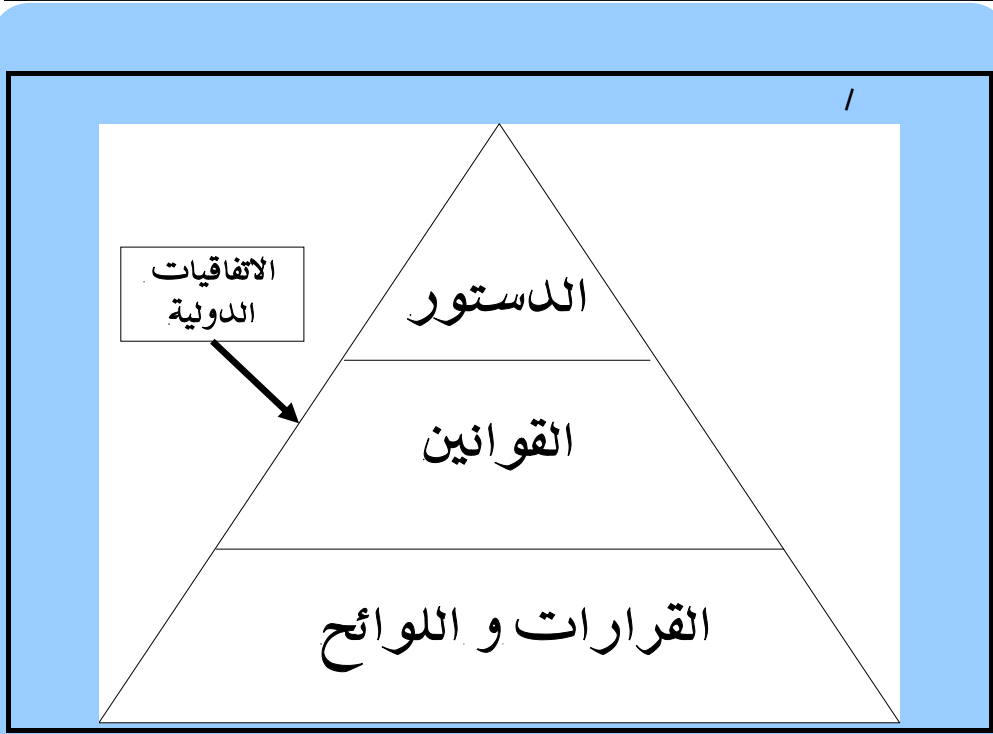 /
الاتفاقيات
الدولية
الدستور
القوانين
القرارات و اللوائح